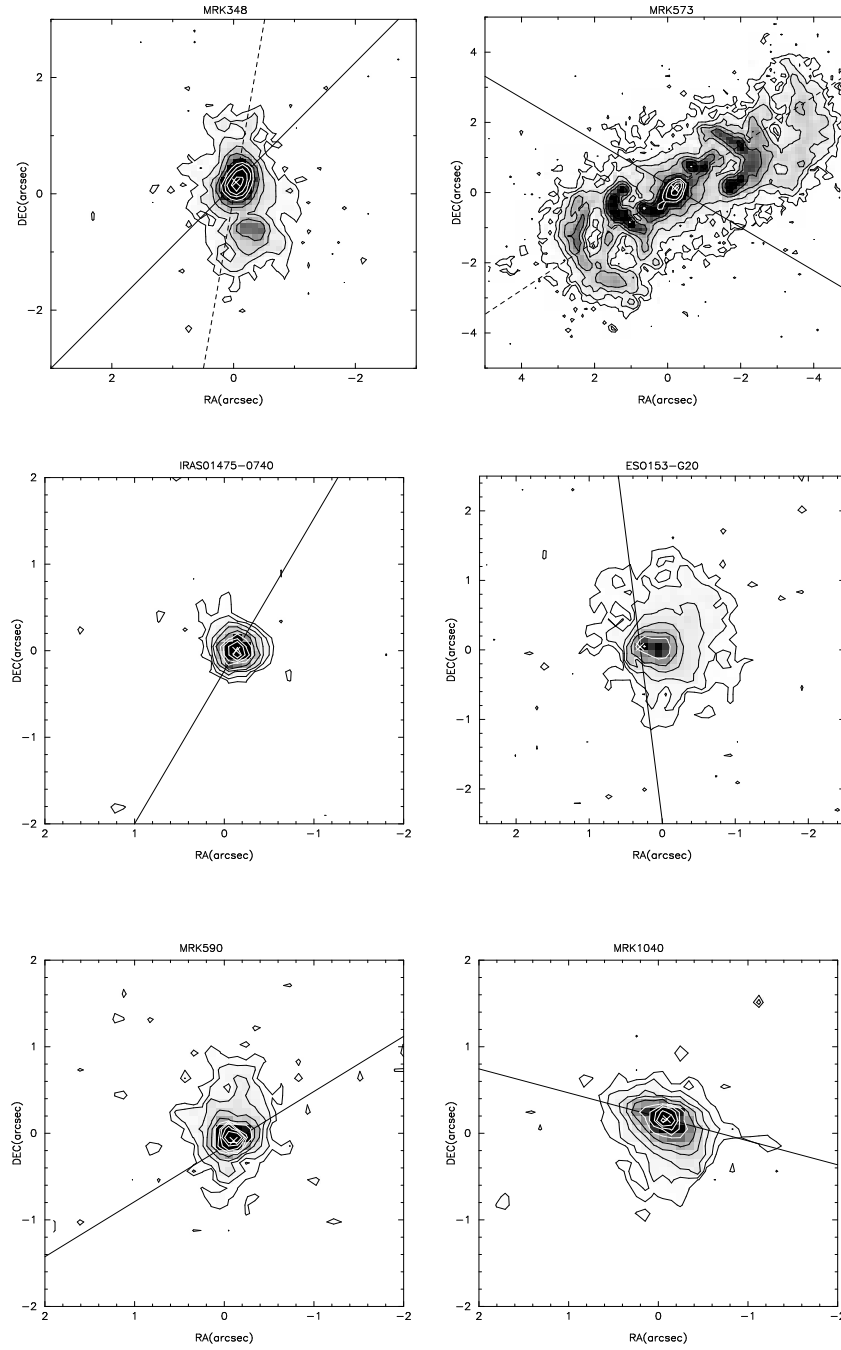 MRK348
2
0
−2
DEC(arcsec)
2 0 −2
RA(arcsec)
MRK573
4
2
0
−2
−4
DEC(arcsec)
4 2 0 −2 −4
RA(arcsec)
IRAS01475−0740
2
1
0
−1
−2
DEC(arcsec)
2 1 0 −1 −2
RA(arcsec)
ESO153−G20
2
1
0
−1
−2
DEC(arcsec)
2 1 0 −1 −2
RA(arcsec)
MRK590
2
1
0
−1
−2
DEC(arcsec)
2 1 0 −1 −2
RA(arcsec)
MRK1040
2
1
0
−1
−2
DEC(arcsec)
2 1 0 −1 −2
RA(arcsec)